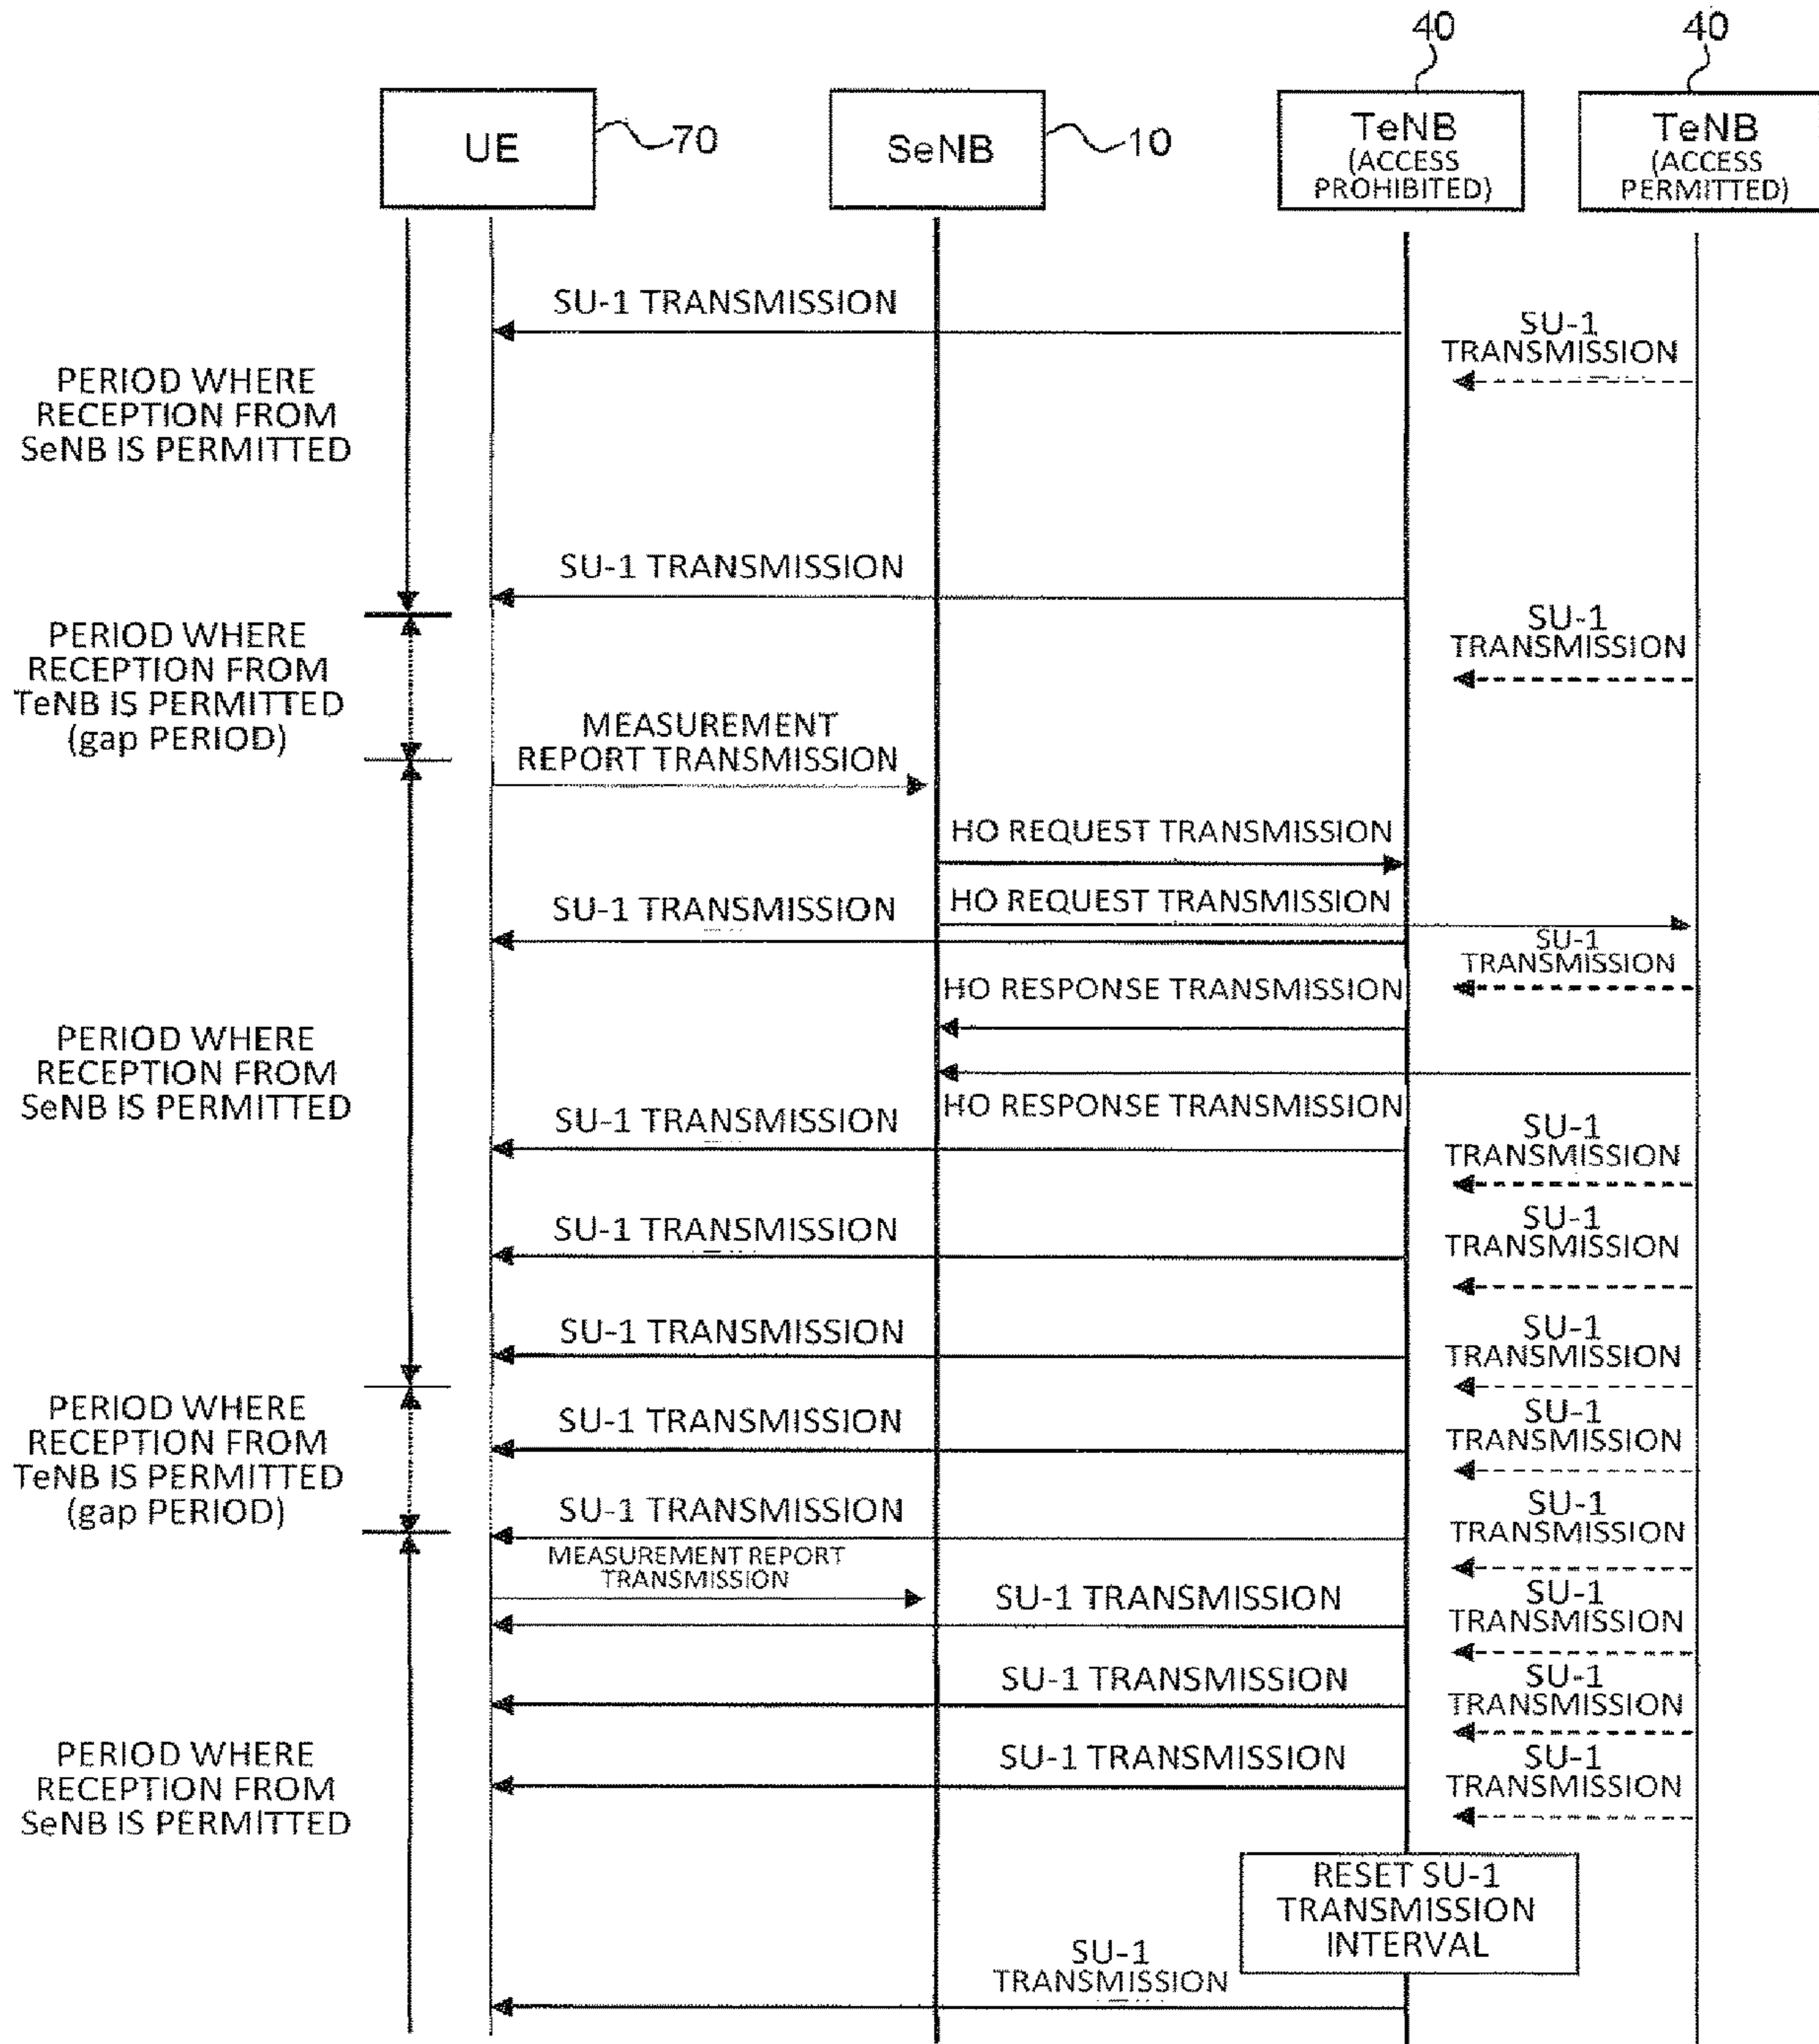 40
40
UE
70
SeNB
10
TeNB
(ACCESS
PROHIBITED)
TeNB
(ACCESS
PERMITTED)
SU-1 TRANSMISSION
SU-1
TRANSMISSION
PERIOD WHERE
RECEPTION FROM
SeNB IS PERMITTED
SU-1 TRANSMISSION
SU-1
TRANSMISSION
PERIOD WHERE
RECEPTION FROM
TeNB IS PERMITTED
(gap PERIOD)
MEASUREMENT
REPORT TRANSMISSION
HO REQUEST TRANSMISSION
HO REQUEST TRANSMISSION
SU-1 TRANSMISSION
SU-1
TRANSMISSION
HO RESPONSE TRANSMISSION
PERIOD WHERE
RECEPTION FROM
SeNB IS PERMITTED
HO RESPONSE TRANSMISSION
SU-1 TRANSMISSION
SU-1
TRANSMISSION
SU-1 TRANSMISSION
SU-1
TRANSMISSION
SU-1 TRANSMISSION
SU-1
TRANSMISSION
PERIOD WHERE
RECEPTION FROM
TeNB IS PERMITTED
(gap PERIOD)
SU-1 TRANSMISSION
SU-1
TRANSMISSION
SU-1 TRANSMISSION
SU-1
TRANSMISSION
MEASUREMENT REPORT
TRANSMISSION
SU-1 TRANSMISSION
SU-1
TRANSMISSION
SU-1 TRANSMISSION
SU-1
TRANSMISSION
SU-1 TRANSMISSION
SU-1
TRANSMISSION
PERIOD WHERE
RECEPTION FROM
SeNB IS PERMITTED
RESET SU-1
TRANSMISSION
INTERVAL
SU-1
TRANSMISSION